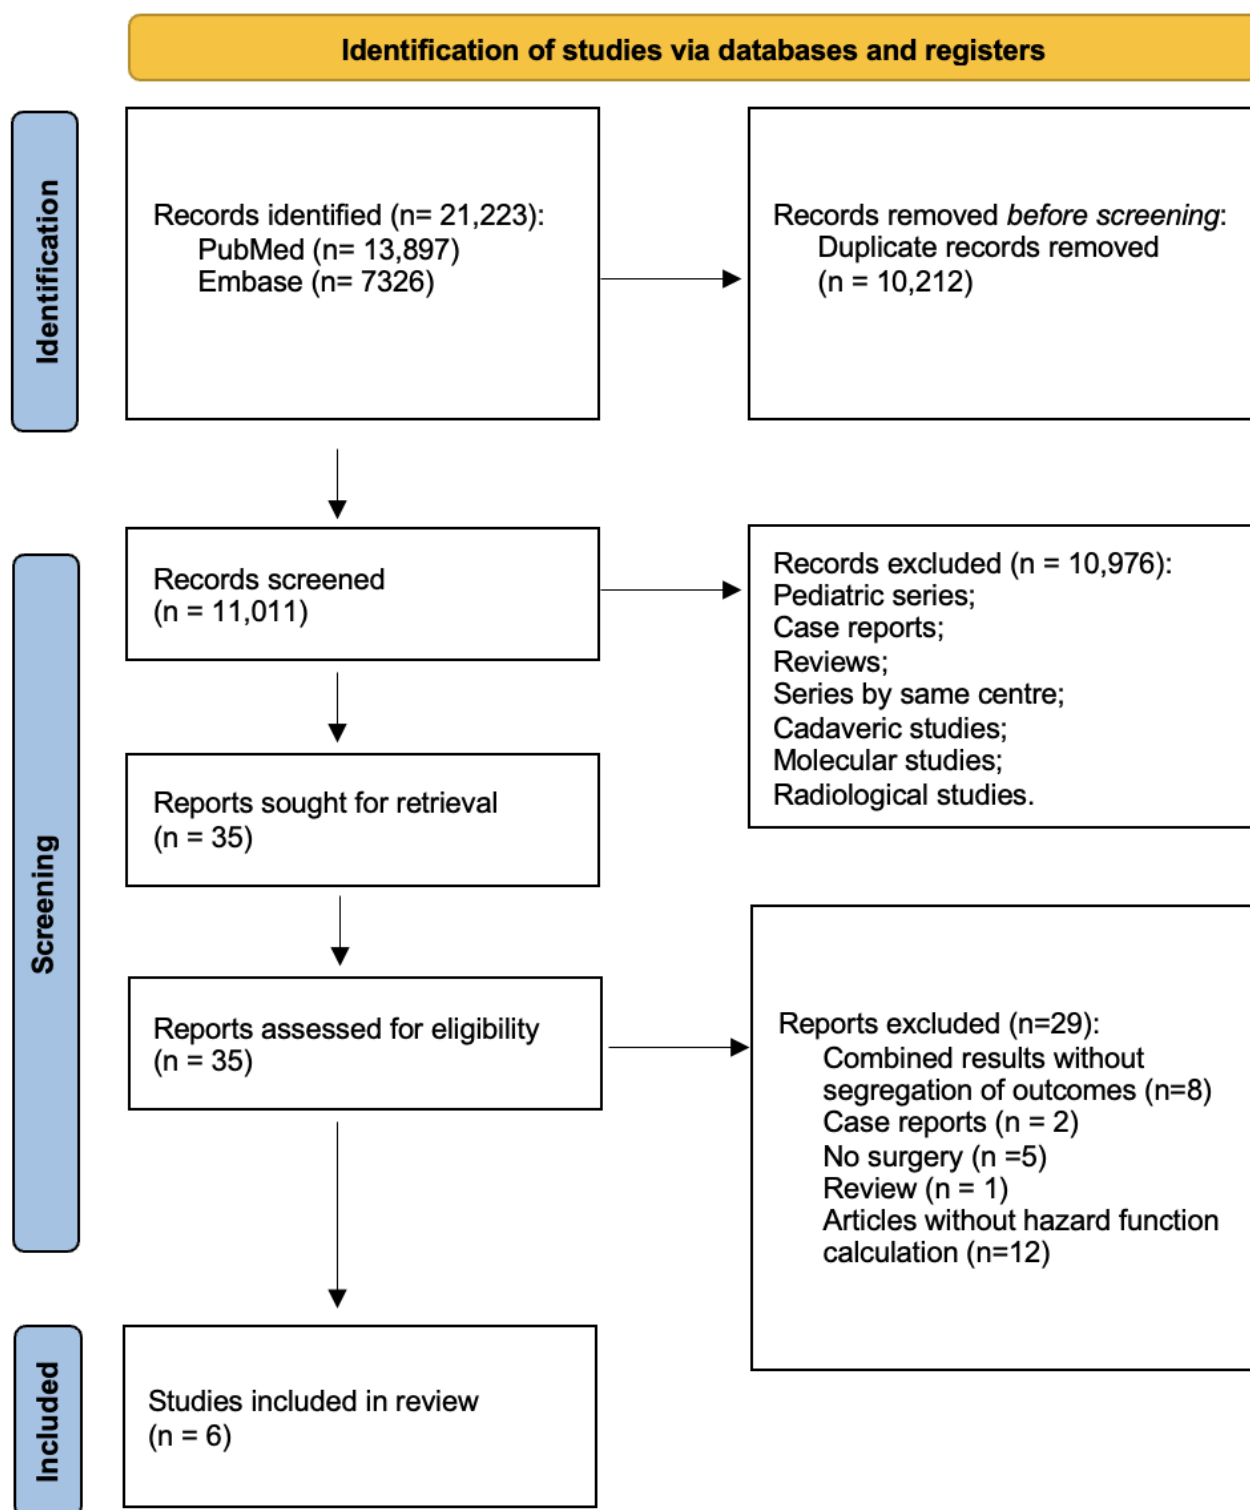 Identification of studies via databases and registers
Identification
Records identified (n= 21,223):
PubMed (n= 13,897)
Embase (n= 7326)
Records removed before screening:
Duplicate records removed
(n = 10,212)
Screening
Records screened
(n = 11,011)
Records excluded (n = 10,976):
Pediatric series;
Case reports;
Reviews;
Series by same centre;
Cadaveric studies;
Molecular studies;
Radiological studies.
Reports sought for retrieval
(n = 35)
Reports assessed for eligibility
(n = 35)
Reports excluded (n=29):
Combined results without
segregation of outcomes (n=8)
Case reports (n = 2)
No surgery (n =5)
Review (n = 1)
Articles without hazard function
calculation (n=12)
Included
Studies included in review
(n = 6)